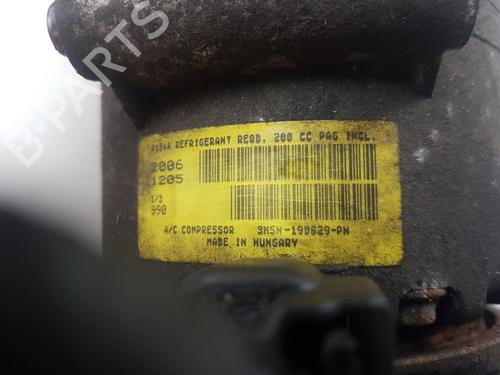 B-PARTS
R134A REFRIGERANT REQD. 200 CC PAG INCL.
2006
1205
1/3
990
A/C COMPRESSOR 3M5H-19D629-PH
MADE IN HUNGARY